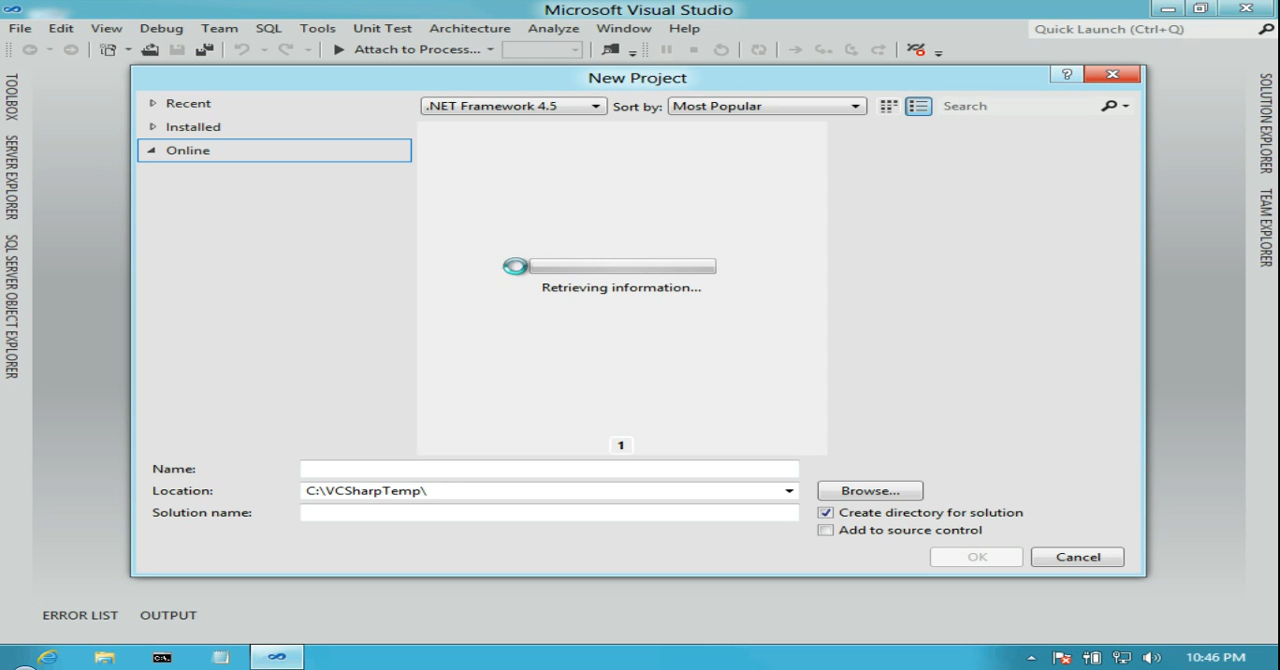 Microsoft Visual Studio
File Edit View Debug Team SQL Tools Unit Test Architecture Analyze Window Help
Quick Launch (Ctrl+Q)
Attach to Process...
New Project
TOOLBOX
SERVER EXPLORER
SQL SERVER OBJECT EXPLORER
Recent
Installed
Online
.NET Framework 4.5 Sort by: Most Popular Search
Retrieving information...
1
Name:
Location: C:\VCSharpTemp\ Browse...
Solution name: Create directory for solution
Add to source control
OK Cancel
SOLUTION EXPLORER
TEAM EXPLORER
ERROR LIST OUTPUT
10:46 PM